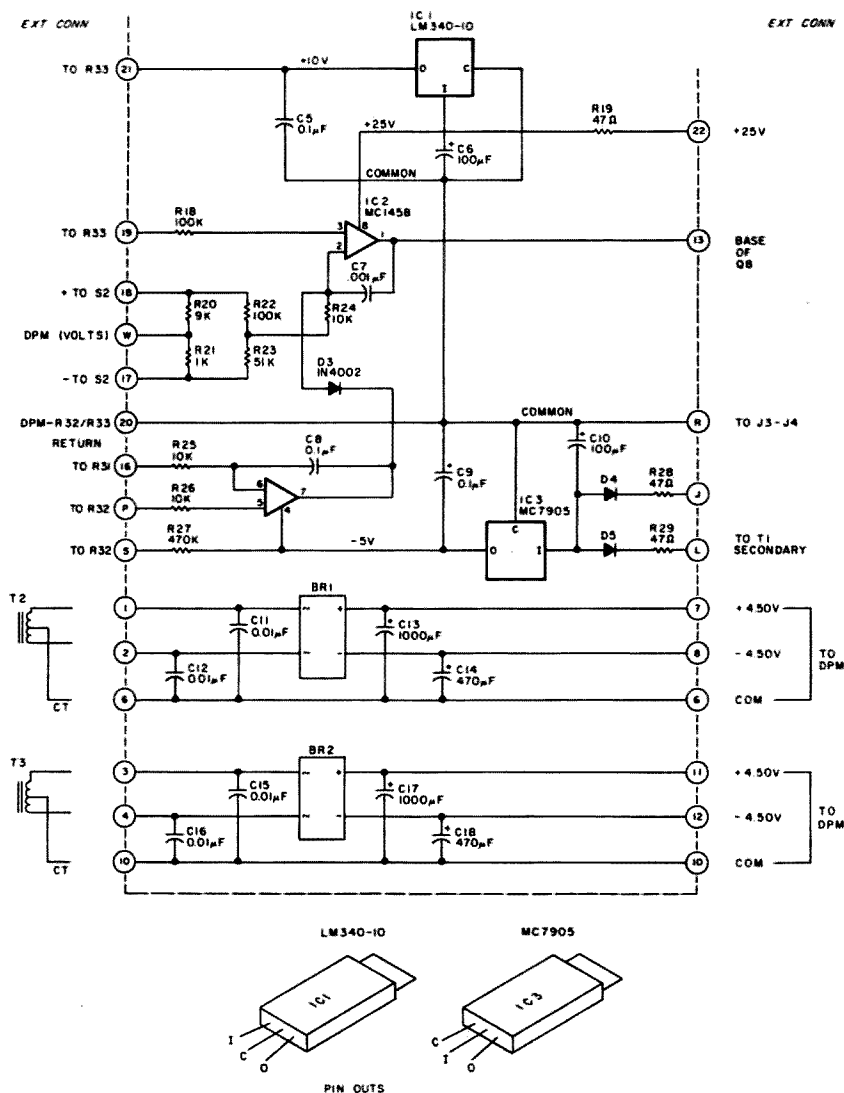 EXT CONN
EXT CONN
IC1
LM340-10
TO R33
21
+10V
O
C
I
C5
0.1µF
+25V
+
C6
100µF
R19
47Ω
22
+25V
COMMON
IC2
MC1458
R18
100K
TO R33
19
3
8
1
2
13
BASE
OF
Q8
C7
.001µF
+ TO S2
18
R20
9K
R22
100K
R24
10K
DPM (VOLTS)
W
R21
1K
R23
51K
D3
1N4002
- TO S2
17
DPM-R32/R33
20
COMMON
R
TO J3-J4
RETURN
C10
100µF
+
R25
10K
C8
0.1µF
TO R31
16
C9
0.1µF
+
D4
R28
47Ω
J
R26
10K
6
7
5
4
TO R32
P
IC3
MC7905
C
R27
470K
TO R32
S
-5V
O
I
D5
R29
47Ω
L
TO T1
SECONDARY
T2
1
C11
0.01µF
BR1
~
+
+
C13
1000µF
7
+4.50V
2
C12
0.01µF
~
-
+
C14
470µF
8
-4.50V
TO
DPM
6
CT
6
COM
T3
3
C15
0.01µF
BR2
~
+
+
C17
1000µF
11
+4.50V
4
C16
0.01µF
~
-
+
C18
470µF
12
-4.50V
TO
DPM
10
CT
10
COM
LM340-10
MC7905
IC1
IC3
I
C
O
C
I
O
PIN OUTS